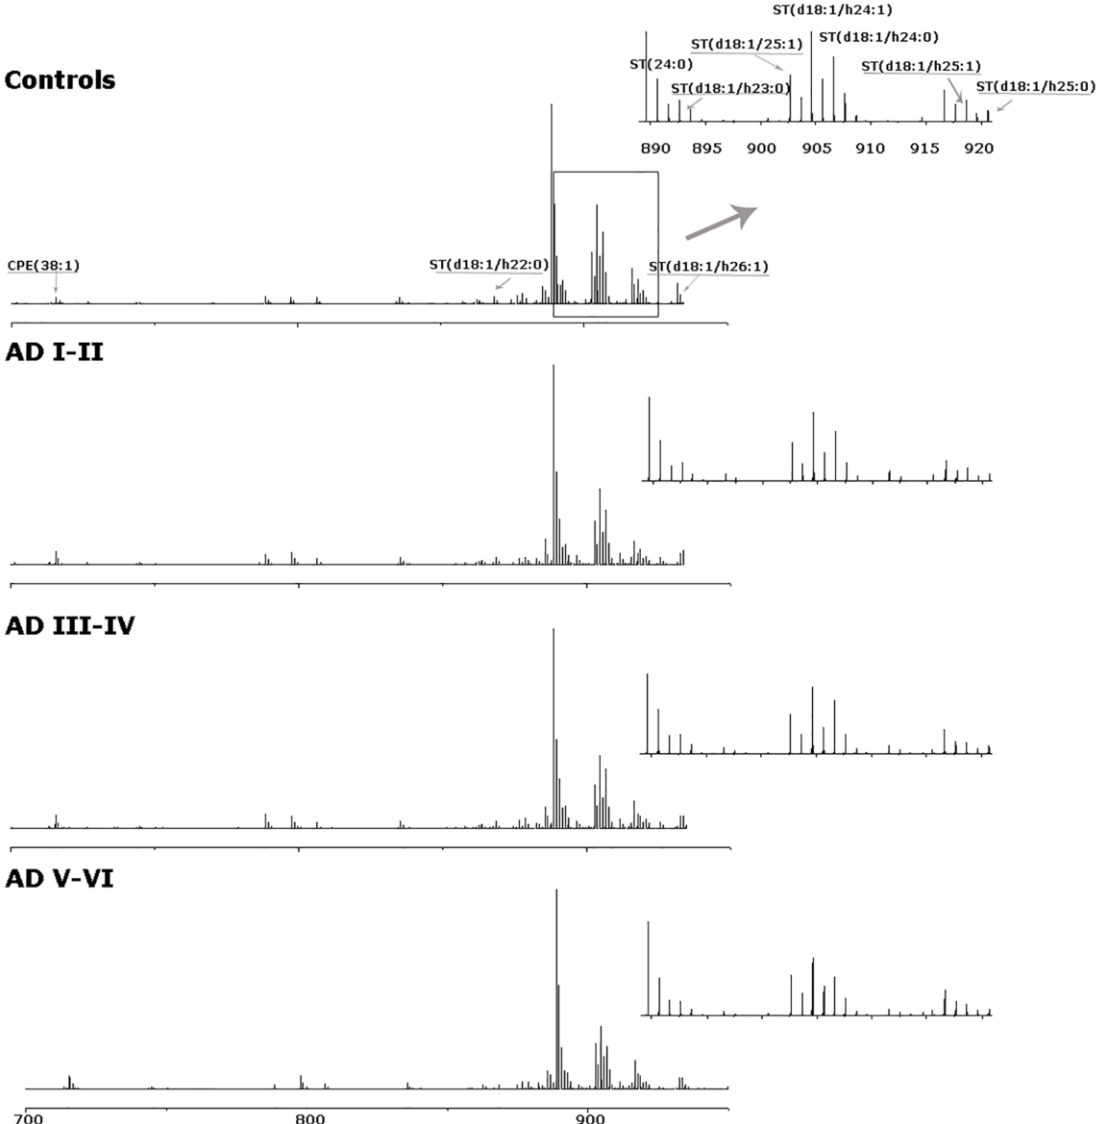 ST(d18:1/h24:1)
ST(d18:1/25:1)
ST(d18:1/h24:0)
ST(24:0)
ST(d18:1/h25:1)
ST(d18:1/h23:0)
ST(d18:1/h25:0)
Controls
890 895 900 905 910 915 920
CPE(38:1)
ST(d18:1/h22:0)
ST(d18:1/h26:1)
AD I-II
AD III-IV
AD V-VI
700 800 900